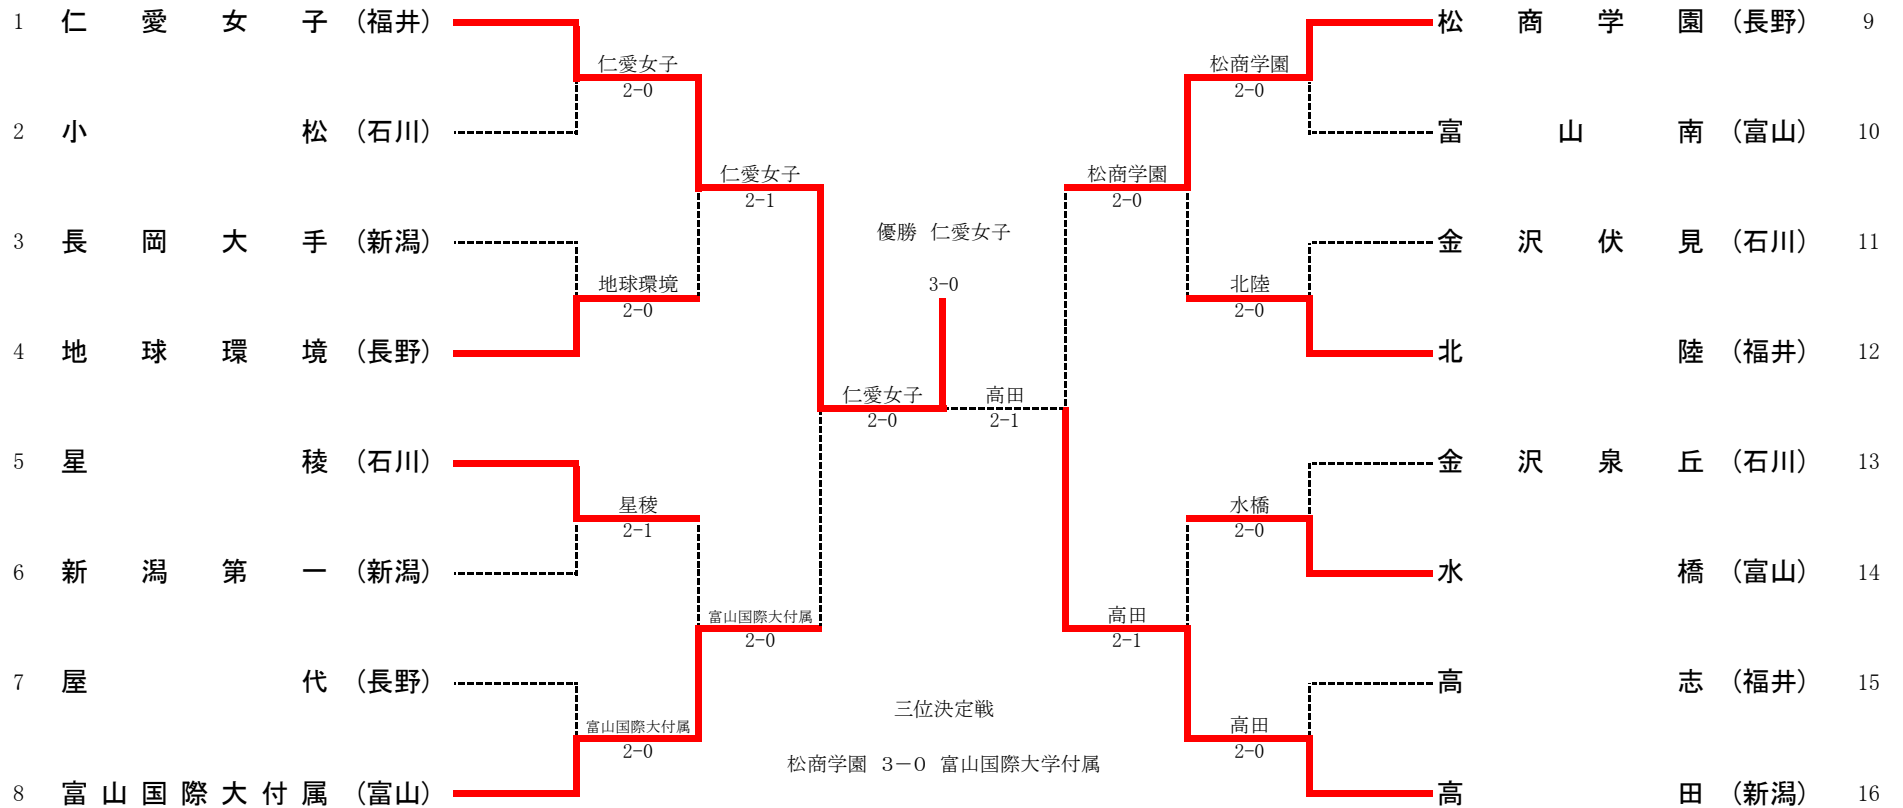 1 仁愛女子 (福井)
松商学園 (長野) 9
仁愛女子
2-0
松商学園
2-0
2 小松 (石川)
富山南 (富山) 10
仁愛女子
2-1
松商学園
2-0
3 長岡大手 (新潟)
優勝 仁愛女子
金沢伏見 (石川) 11
地球環境
2-0
3-0
北陸
2-0
4 地球環境 (長野)
北陸 (福井) 12
仁愛女子
2-0
高田
2-1
5 星稜 (石川)
金沢泉丘 (石川) 13
星稜
2-1
水橋
2-0
6 新潟第一 (新潟)
水橋 (富山) 14
富山国際大付属
2-0
高田
2-1
7 屋代 (長野)
高志 (福井) 15
三位決定戦
富山国際大付属
2-0
高田
2-0
松商学園 3−0 富山国際大学付属
8 富山国際大付属 (富山)
高田 (新潟) 16